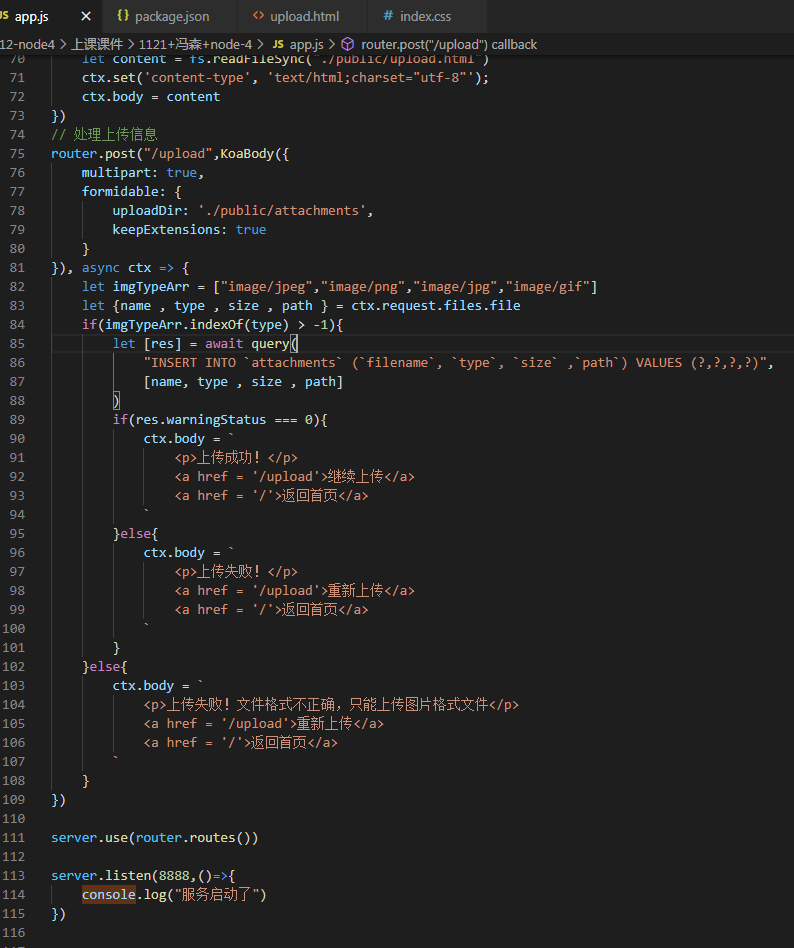 JS app.js × {} package.json <> upload.html # index.css
12-node4 > 上课课件 > 1121+冯森+node-4 > JS app.js > router.post("/upload") callback
70 let content = fs.readFileSync("./public/upload.html")
71 ctx.set('content-type', 'text/html;charset="utf-8"');
72 ctx.body = content
73 })
74 // 处理上传信息
75 router.post("/upload",KoaBody({
76 multipart: true,
77 formidable: {
78 uploadDir: './public/attachments',
79 keepExtensions: true
80 }
81 }), async ctx => {
82 let imgTypeArr = ["image/jpeg","image/png","image/jpg","image/gif"]
83 let {name , type , size , path } = ctx.request.files.file
84 if(imgTypeArr.indexOf(type) > -1){
85 let [res] = await query(
86 "INSERT INTO `attachments` (`filename`, `type`, `size` ,`path`) VALUES (?,?,?,?)",
87 [name, type , size , path]
88 )
89 if(res.warningStatus === 0){
90 ctx.body = `
91 <p>上传成功！</p>
92 <a href = '/upload'>继续上传</a>
93 <a href = '/'>返回首页</a>
94 `
95 }else{
96 ctx.body = `
97 <p>上传失败！</p>
98 <a href = '/upload'>重新上传</a>
99 <a href = '/'>返回首页</a>
100 `
101 }
102 }else{
103 ctx.body = `
104 <p>上传失败！文件格式不正确，只能上传图片格式文件</p>
105 <a href = '/upload'>重新上传</a>
106 <a href = '/'>返回首页</a>
107 `
108 }
109 })
110
111 server.use(router.routes())
112
113 server.listen(8888,()=>{
114 console.log("服务启动了")
115 })
116